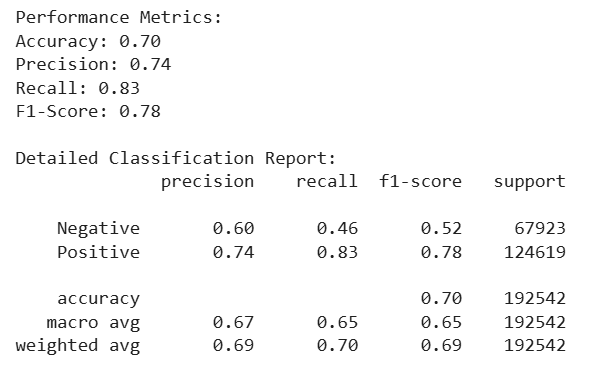 Performance Metrics:
Accuracy: 0.70
Precision: 0.74
Recall: 0.83
F1-Score: 0.78
Detailed Classification Report:
precision recall f1-score support
Negative 0.60 0.46 0.52 67923
Positive 0.74 0.83 0.78 124619
accuracy 0.70 192542
macro avg 0.67 0.65 0.65 192542
weighted avg 0.69 0.70 0.69 192542